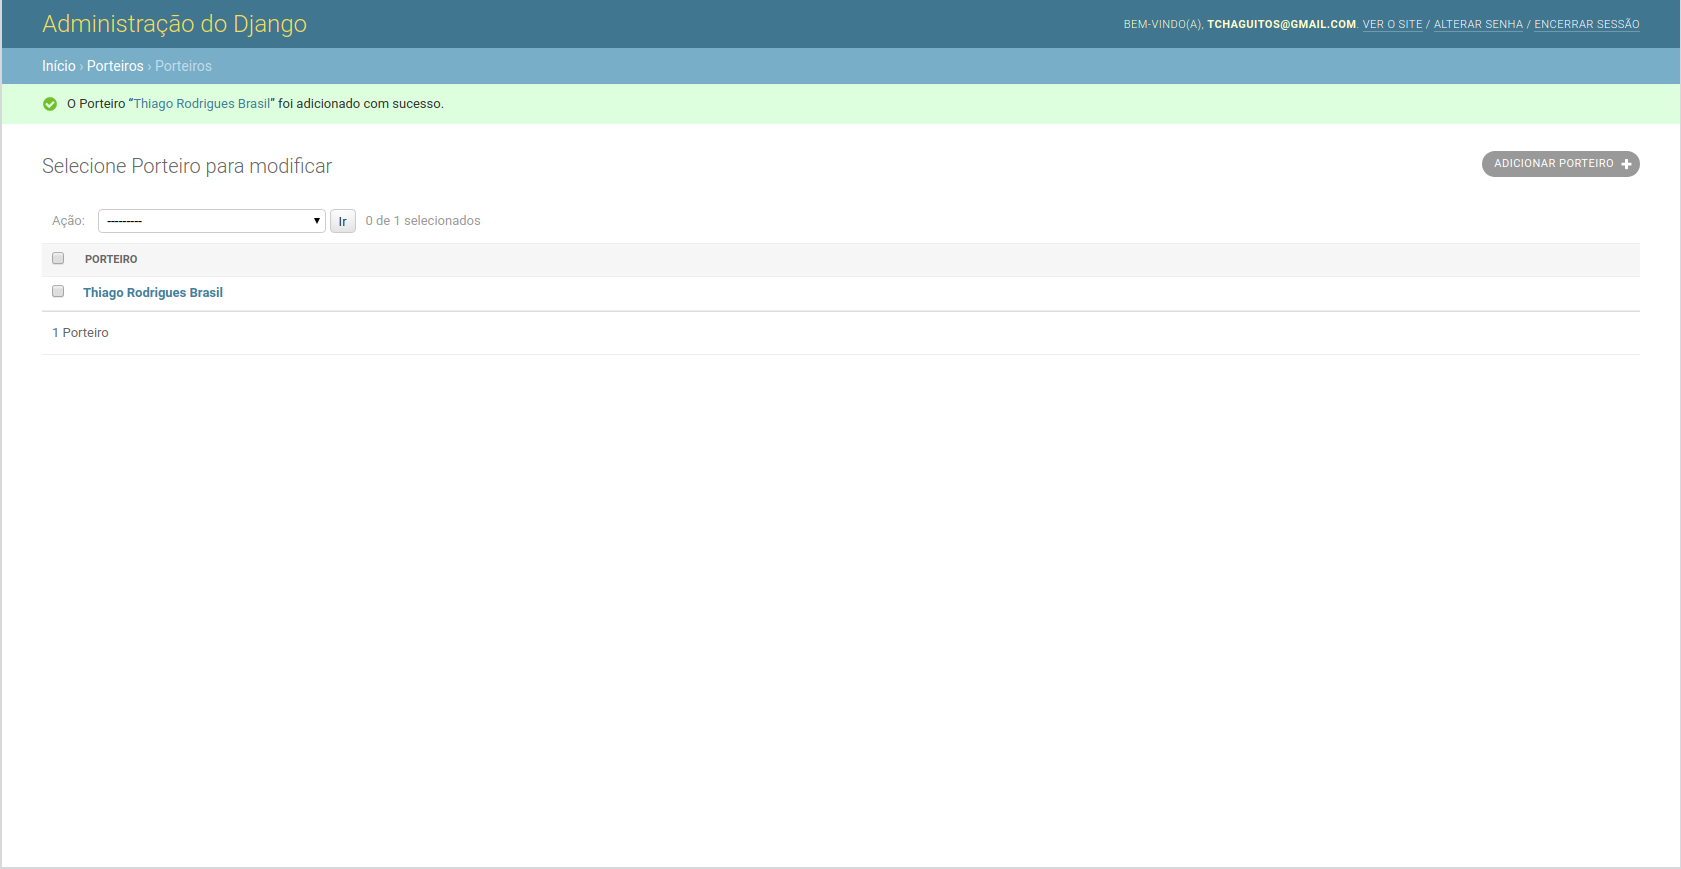 Administração do Django
BEM-VINDO(A), TCHAGUITOS@GMAIL.COM. VER O SITE / ALTERAR SENHA / ENCERRAR SESSÃO
Início › Porteiros › Porteiros
O Porteiro “Thiago Rodrigues Brasil” foi adicionado com sucesso.
Selecione Porteiro para modificar
ADICIONAR PORTEIRO
Ação: --------- Ir 0 de 1 selecionados
PORTEIRO
Thiago Rodrigues Brasil
1 Porteiro